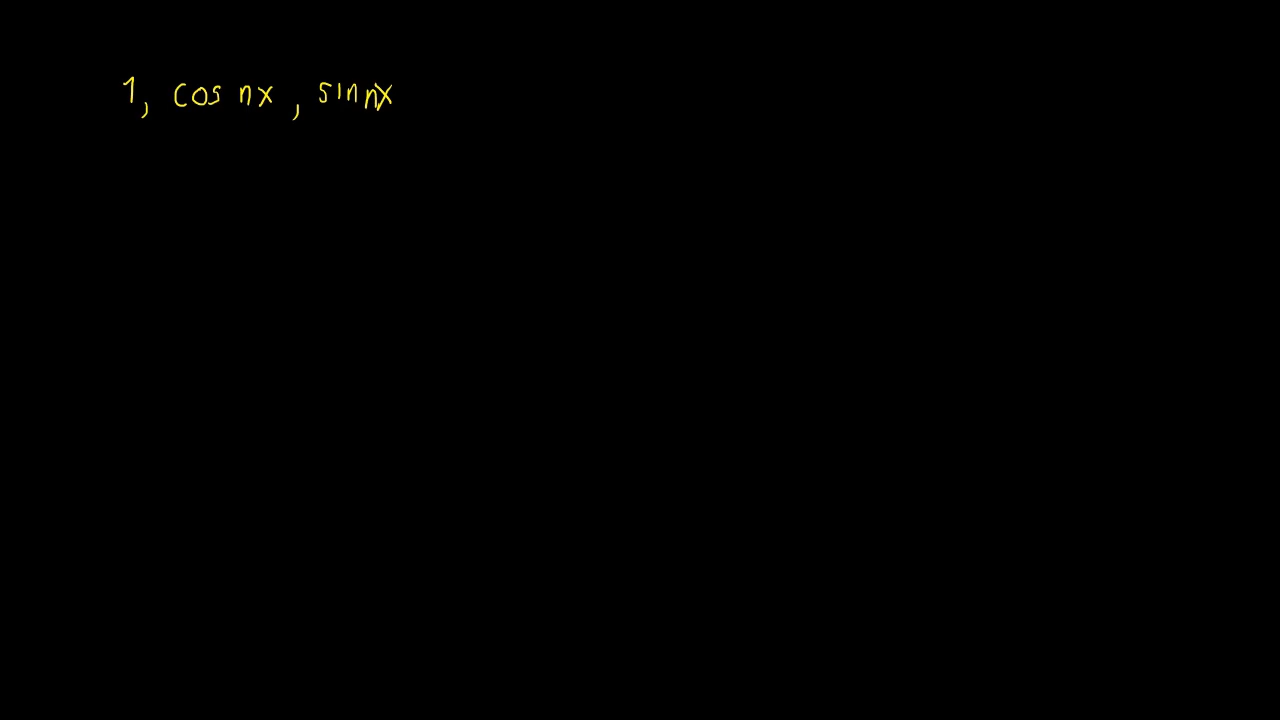 1, cos nx, sin nx